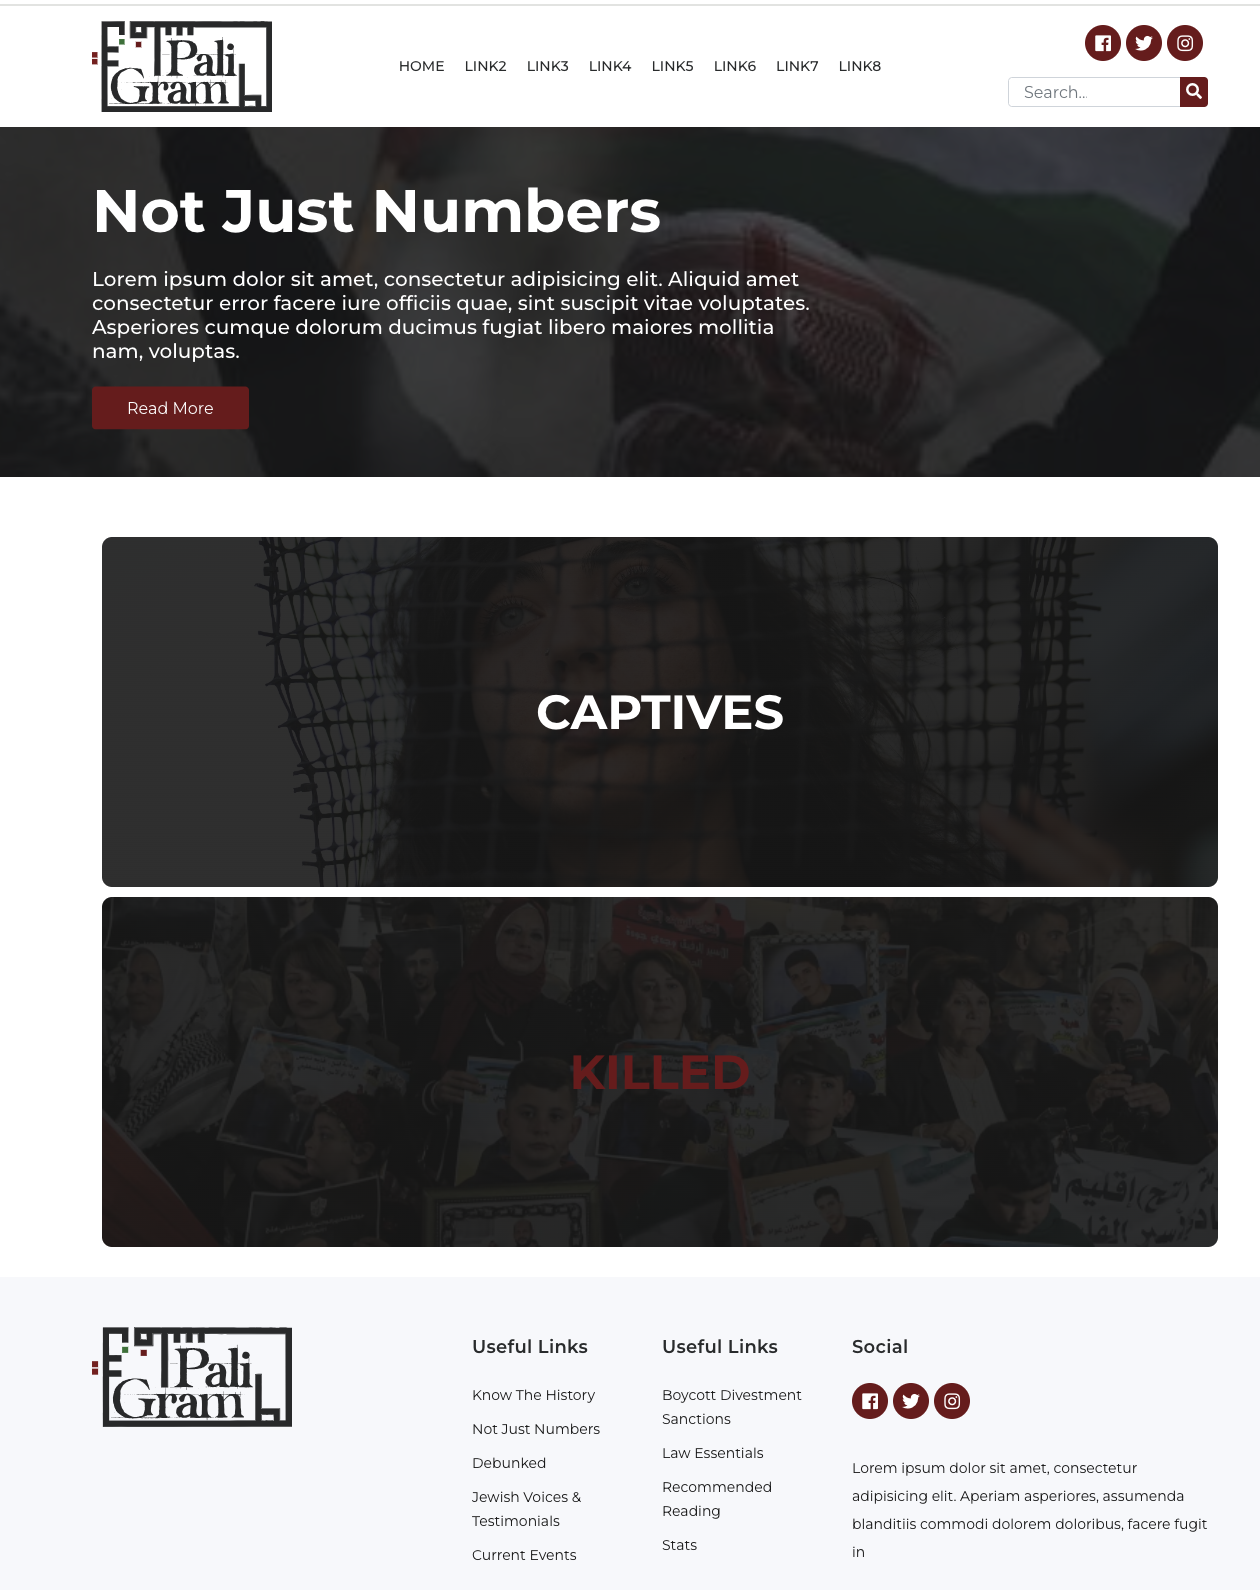 Pali
Gram
HOME LINK2 LINK3 LINK4 LINK5 LINK6 LINK7 LINK8
Search...
Not Just Numbers
Lorem ipsum dolor sit amet, consectetur adipisicing elit. Aliquid amet
consectetur error facere iure officiis quae, sint suscipit vitae voluptates.
Asperiores cumque dolorum ducimus fugiat libero maiores mollitia
nam, voluptas.
Read More
CAPTIVES
KILLED
Pali
Gram
Useful Links
Know The History
Not Just Numbers
Debunked
Jewish Voices &
Testimonials
Current Events
Useful Links
Boycott Divestment
Sanctions
Law Essentials
Recommended
Reading
Stats
Social
Lorem ipsum dolor sit amet, consectetur
adipisicing elit. Aperiam asperiores, assumenda
blanditiis commodi dolorem doloribus, facere fugit
in